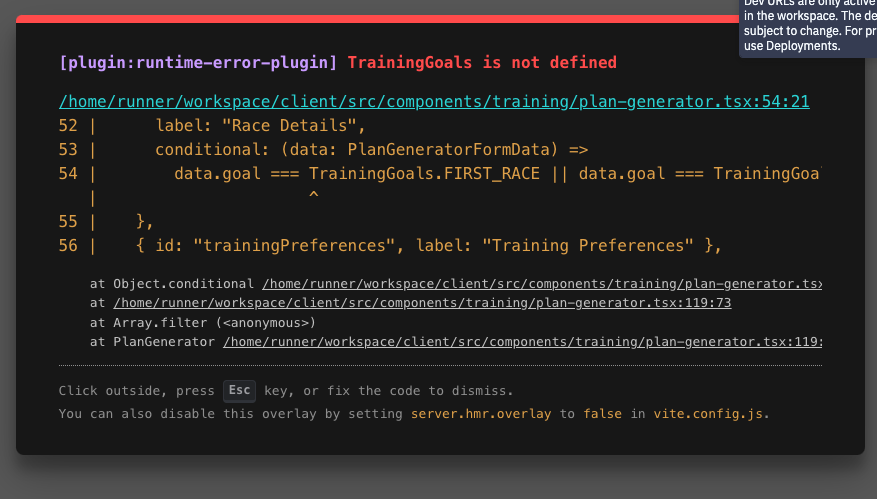 Dev URLs are only active
in the workspace. The de
subject to change. For pr
use Deployments.
[plugin:runtime-error-plugin] TrainingGoals is not defined
/home/runner/workspace/client/src/components/training/plan-generator.tsx:54:21
52 |      label: "Race Details",
53 |      conditional: (data: PlanGeneratorFormData) =>
54 |        data.goal === TrainingGoals.FIRST_RACE || data.goal === TrainingGoa
   |                      ^
55 |    },
56 |    { id: "trainingPreferences", label: "Training Preferences" },
at Object.conditional /home/runner/workspace/client/src/components/training/plan-generator.tsx
at /home/runner/workspace/client/src/components/training/plan-generator.tsx:119:73
at Array.filter (<anonymous>)
at PlanGenerator /home/runner/workspace/client/src/components/training/plan-generator.tsx:119:
Click outside, press Esc key, or fix the code to dismiss.
You can also disable this overlay by setting server.hmr.overlay to false in vite.config.js.